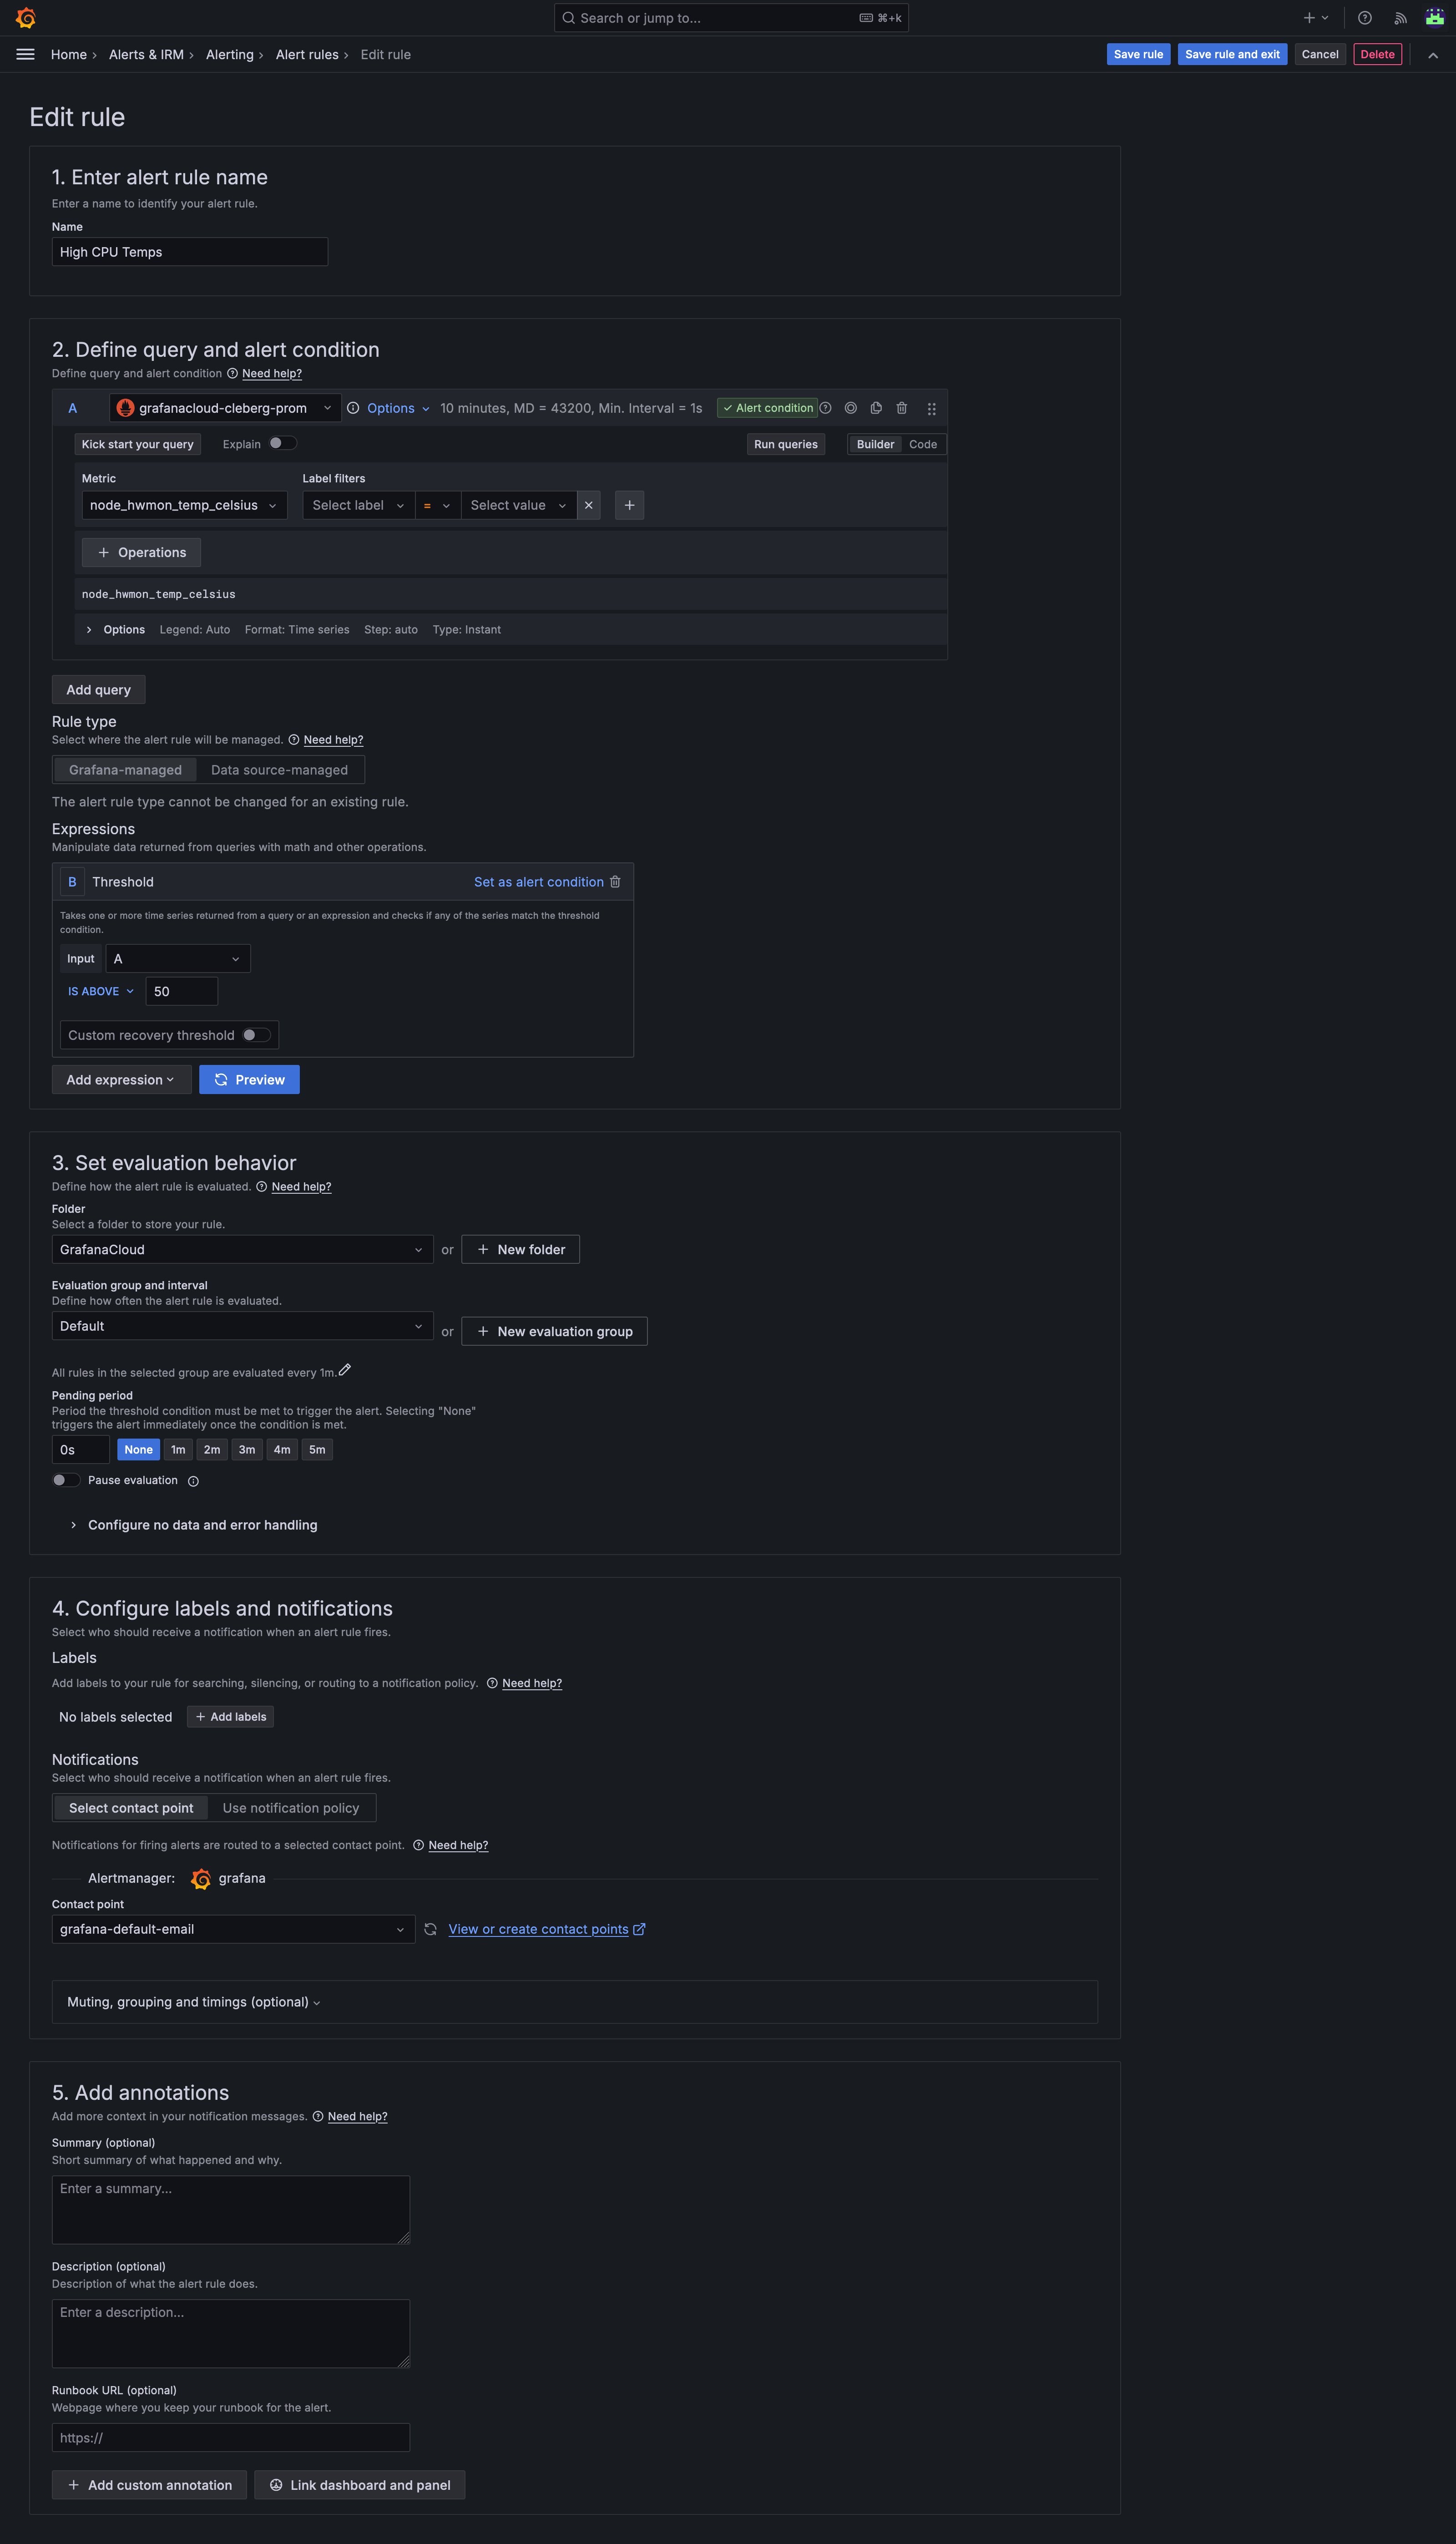 Search or jump to...
⌘+k
Home › Alerts & IRM › Alerting › Alert rules › Edit rule
Save rule
Save rule and exit
Cancel
Delete
Edit rule
1. Enter alert rule name
Enter a name to identify your alert rule.
Name
High CPU Temps
2. Define query and alert condition
Define query and alert condition
Need help?
A
grafanacloud-cleberg-prom
Options
10 minutes, MD = 43200, Min. Interval = 1s
Alert condition
Kick start your query
Explain
Run queries
Builder
Code
Metric
Label filters
node_hwmon_temp_celsius
Select label
=
Select value
+ Operations
node_hwmon_temp_celsius
Options
Legend: Auto
Format: Time series
Step: auto
Type: Instant
Add query
Rule type
Select where the alert rule will be managed.
Need help?
Grafana-managed
Data source-managed
The alert rule type cannot be changed for an existing rule.
Expressions
Manipulate data returned from queries with math and other operations.
B
Threshold
Set as alert condition
Takes one or more time series returned from a query or an expression and checks if any of the series match the threshold
condition.
Input
A
IS ABOVE
50
Custom recovery threshold
Add expression
Preview
3. Set evaluation behavior
Define how the alert rule is evaluated.
Need help?
Folder
Select a folder to store your rule.
GrafanaCloud
or
+ New folder
Evaluation group and interval
Define how often the alert rule is evaluated.
Default
or
+ New evaluation group
All rules in the selected group are evaluated every 1m.
Pending period
Period the threshold condition must be met to trigger the alert. Selecting "None"
triggers the alert immediately once the condition is met.
0s
None
1m
2m
3m
4m
5m
Pause evaluation
Configure no data and error handling
4. Configure labels and notifications
Select who should receive a notification when an alert rule fires.
Labels
Add labels to your rule for searching, silencing, or routing to a notification policy.
Need help?
No labels selected
+ Add labels
Notifications
Select who should receive a notification when an alert rule fires.
Select contact point
Use notification policy
Notifications for firing alerts are routed to a selected contact point.
Need help?
Alertmanager:
grafana
Contact point
grafana-default-email
View or create contact points
Muting, grouping and timings (optional)
5. Add annotations
Add more context in your notification messages.
Need help?
Summary (optional)
Short summary of what happened and why.
Enter a summary...
Description (optional)
Description of what the alert rule does.
Enter a description...
Runbook URL (optional)
Webpage where you keep your runbook for the alert.
https://
+ Add custom annotation
Link dashboard and panel